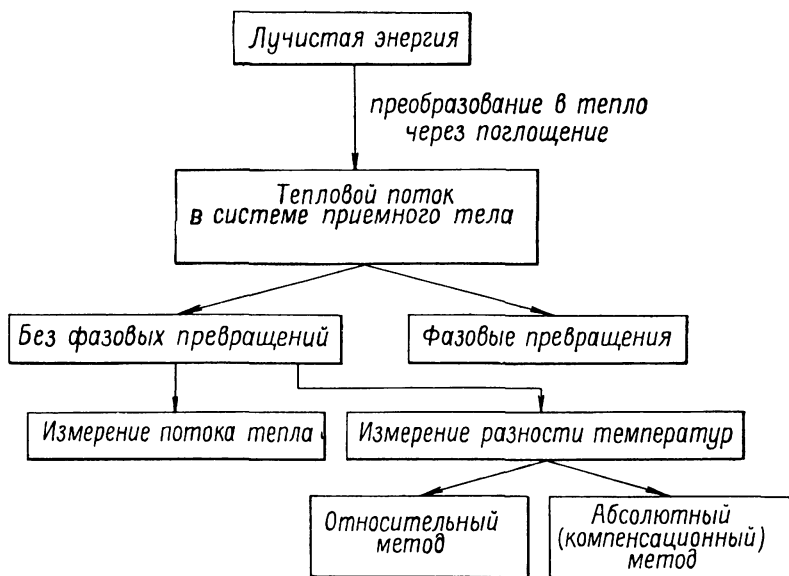 Лучистая энергия
преобразование в тепло
через поглощение
Тепловой поток
в системе приемного тела
Без фазовых превращений
Фазовые превращения
Измерение потока тепла
Измерение разности температур
Относительный
метод
Абсолютный
(компенсационный)
метод